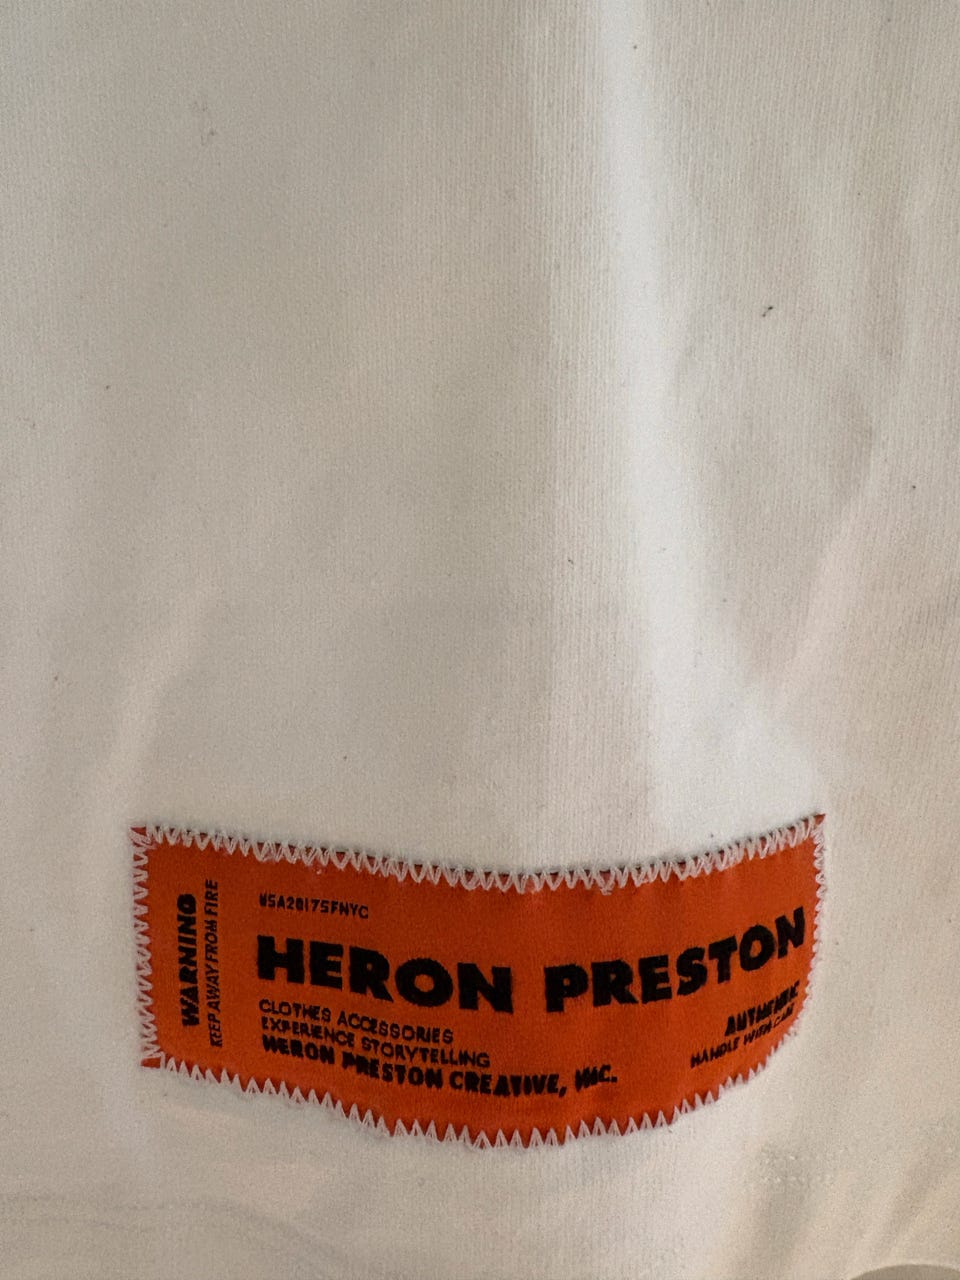 WARNING
KEEP AWAY FROM FIRE
USA2017SFNYC
HERON PRESTON
CLOTHES ACCESSORIES
EXPERIENCE STORYTELLING
HERON PRESTON CREATIVE, INC.
AUTHENTIC
HANDLE WITH CARE